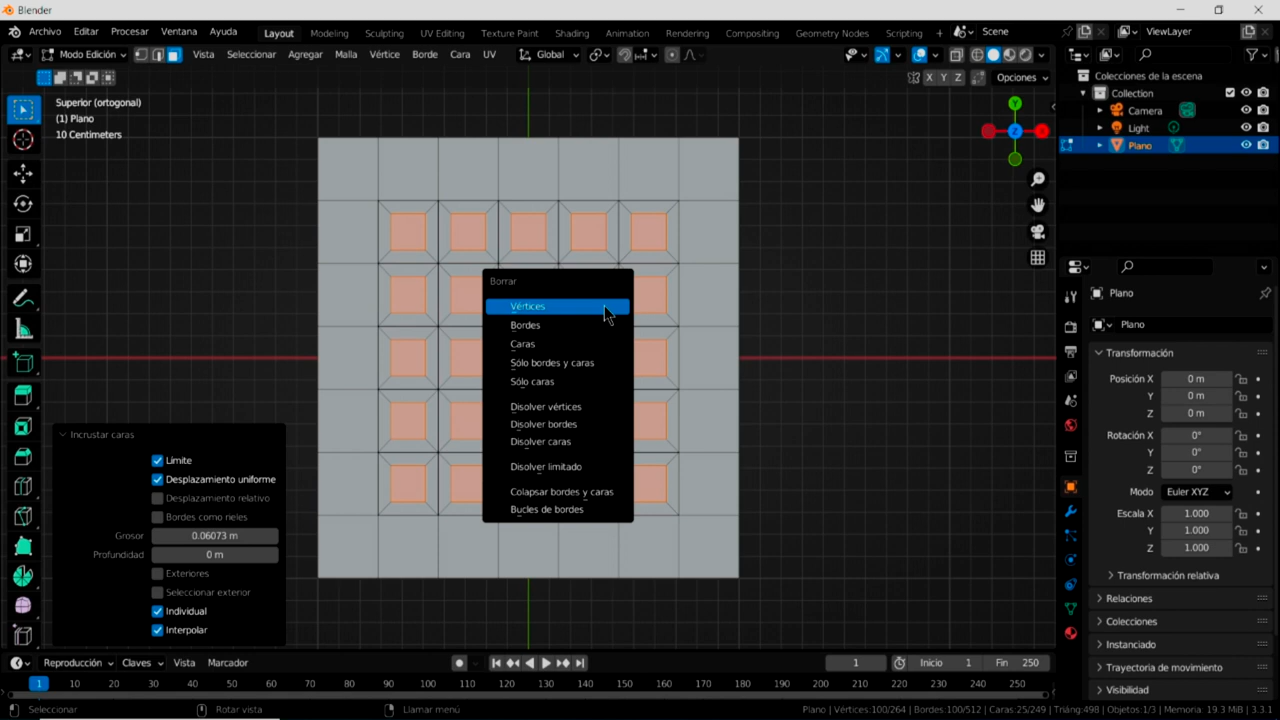 Blender
Archivo Editar Procesar Ventana Ayuda Layout Modeling Sculpting UV Editing Texture Paint Shading Animation Rendering Compositing Geometry Nodes Scripting + Scene ViewLayer
Modo Edición Vista Seleccionar Agregar Malla Vértice Borde Cara UV Global
X Y Z Opciones
Superior (ortogonal)
(1) Plano
10 Centimeters
Y
X
Z
Colecciones de la escena
Collection
Camera
Light
Plano
Borrar
Vértices
Bordes
Caras
Sólo bordes y caras
Sólo caras
Disolver vértices
Disolver bordes
Disolver caras
Disolver limitado
Colapsar bordes y caras
Bucles de bordes
Incrustar caras
Límite
Desplazamiento uniforme
Desplazamiento relativo
Bordes como rieles
Grosor 0.06073 m
Profundidad 0 m
Exteriores
Seleccionar exterior
Individual
Interpolar
Plano
Plano
Transformación
Posición X 0 m
Y 0 m
Z 0 m
Rotación X 0°
Y 0°
Z 0°
Modo Euler XYZ
Escala X 1.000
Y 1.000
Z 1.000
Transformación relativa
Relaciones
Colecciones
Instanciado
Trayectoria de movimiento
Visibilidad
Reproducción Claves Vista Marcador 1 Inicio 1 Fin 250
1 10 20 30 40 50 60 70 80 90 100 110 120 130 140 150 160 170 180 190 200 210 220 230 240 250
Seleccionar Rotar vista Llamar menú Plano | Vértices:100/264 | Bordes:100/512 | Caras:25/249 | Triáng:498 | Objetos:1/3 | Memoria: 19.3 MiB | 3.3.1